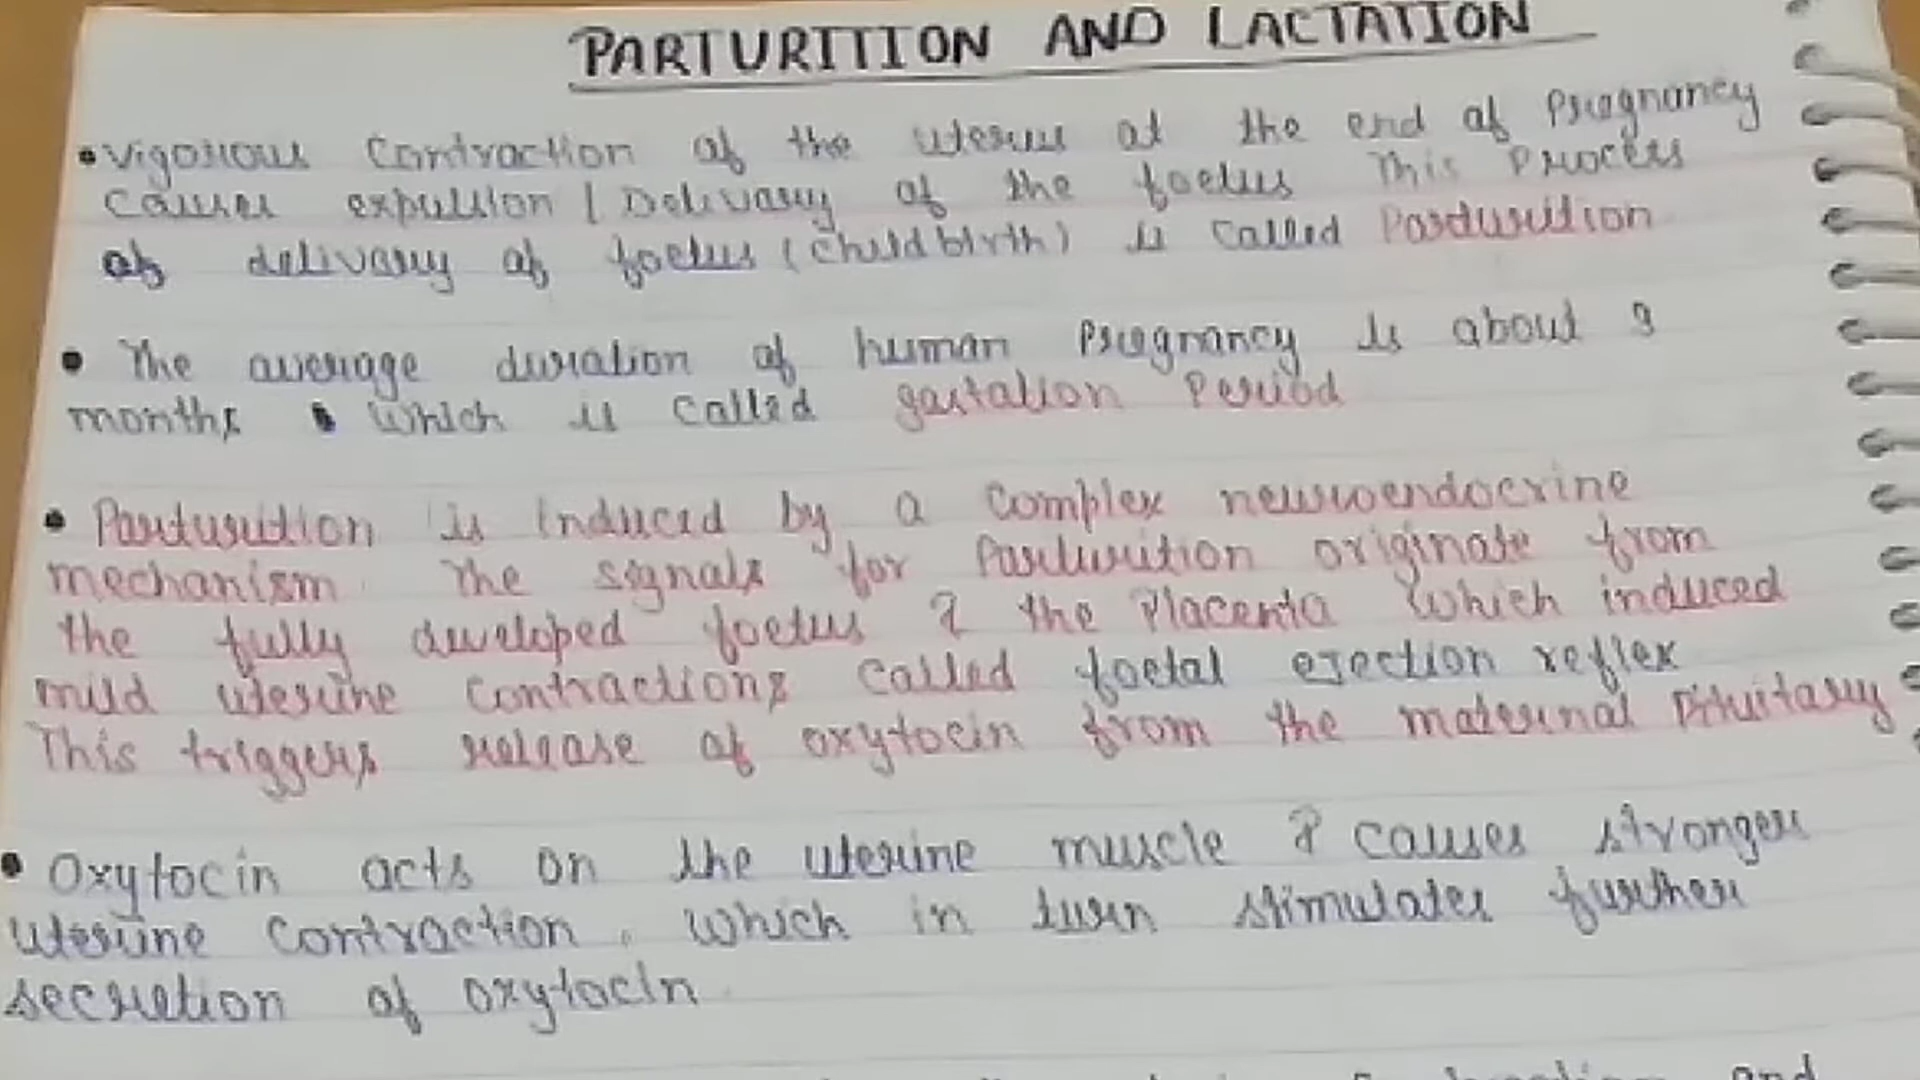 PARTURITION AND LACTATION
• Vigorous Contraction of the uterus at the end of Pregnancy
Causes expulsion / Delivary of the foetus This Process
of delivary of foetus (childbirth) is called Parturition
• The average duration of human Pregnancy is about 9
months which is called gastation Period
• Parturition is induced by a Complex neuroendocrine
mechanism. The signals for Parturition originate from
the fully developed foetus & the Placenta which induced
mild uterine contractions called foetal ejection reflex
This triggers release of oxytocin from the maternal Pituitary
• Oxytocin acts on the uterine muscle & causes stronger
uterine Contraction, which in turn stimulates further
secretion of oxytocin
and